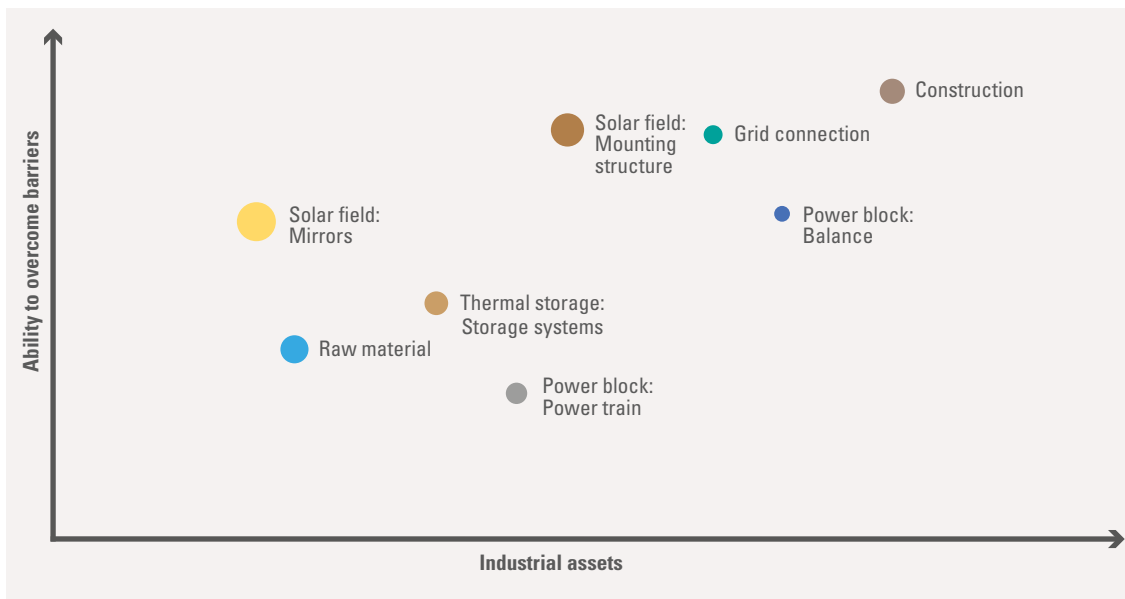 Ability to overcome barriers
Construction
Solar field:
Mounting
structure
Grid connection
Solar field:
Mirrors
Power block:
Balance
Thermal storage:
Storage systems
Raw material
Power block:
Power train
Industrial assets